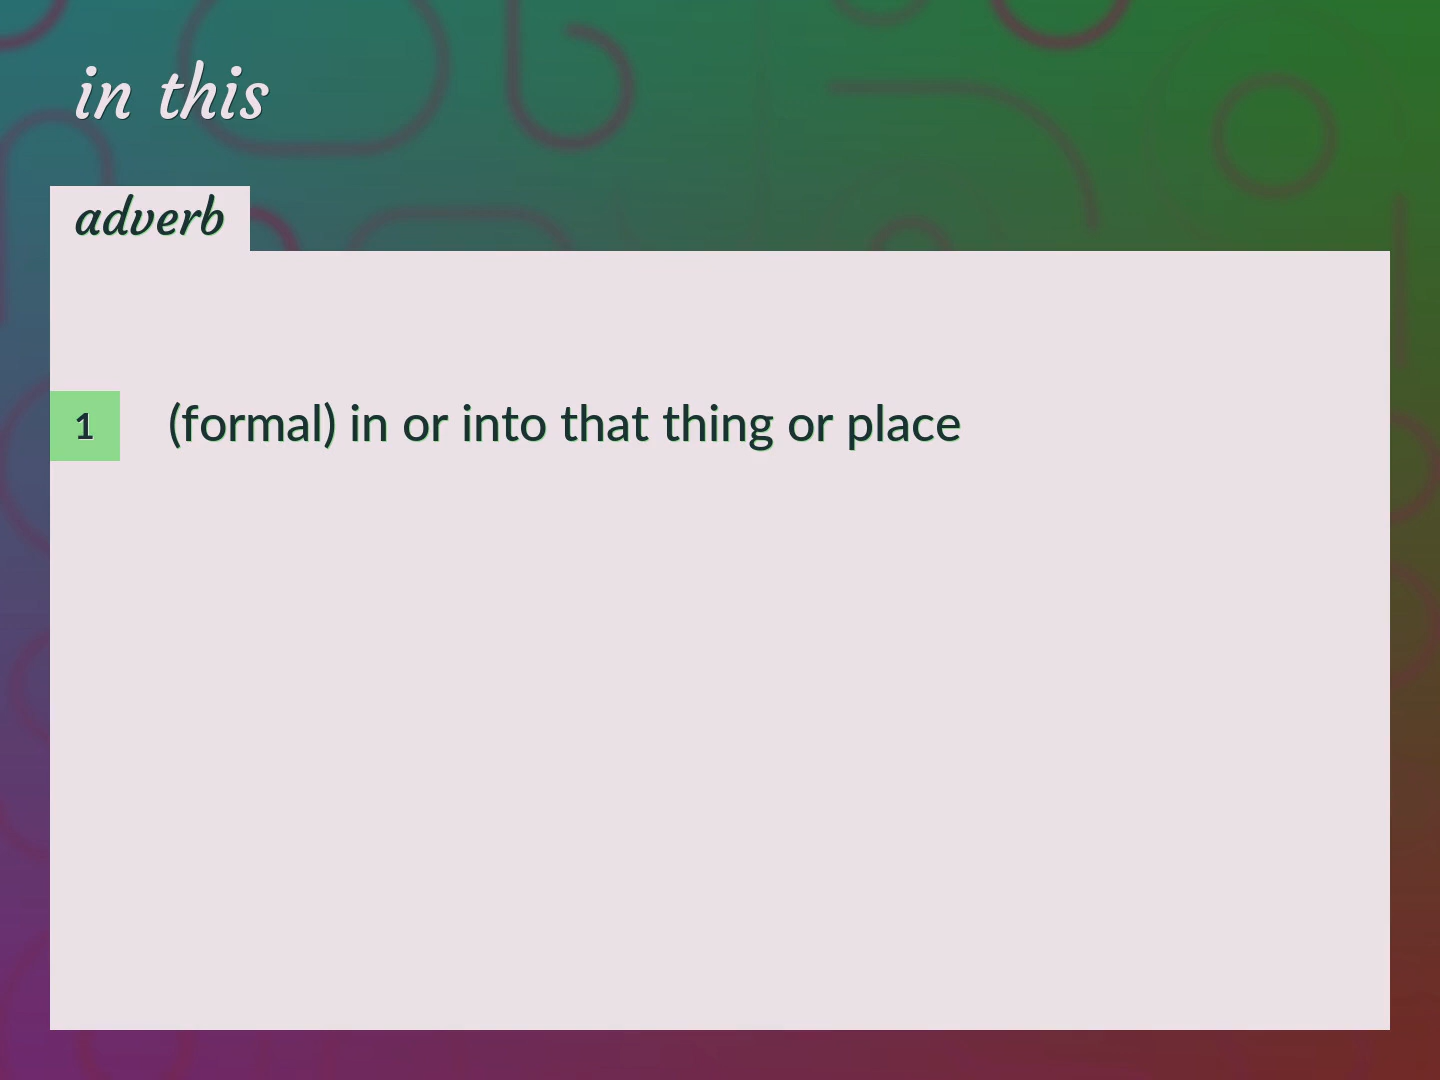 in this
adverb
1 (formal) in or into that thing or place